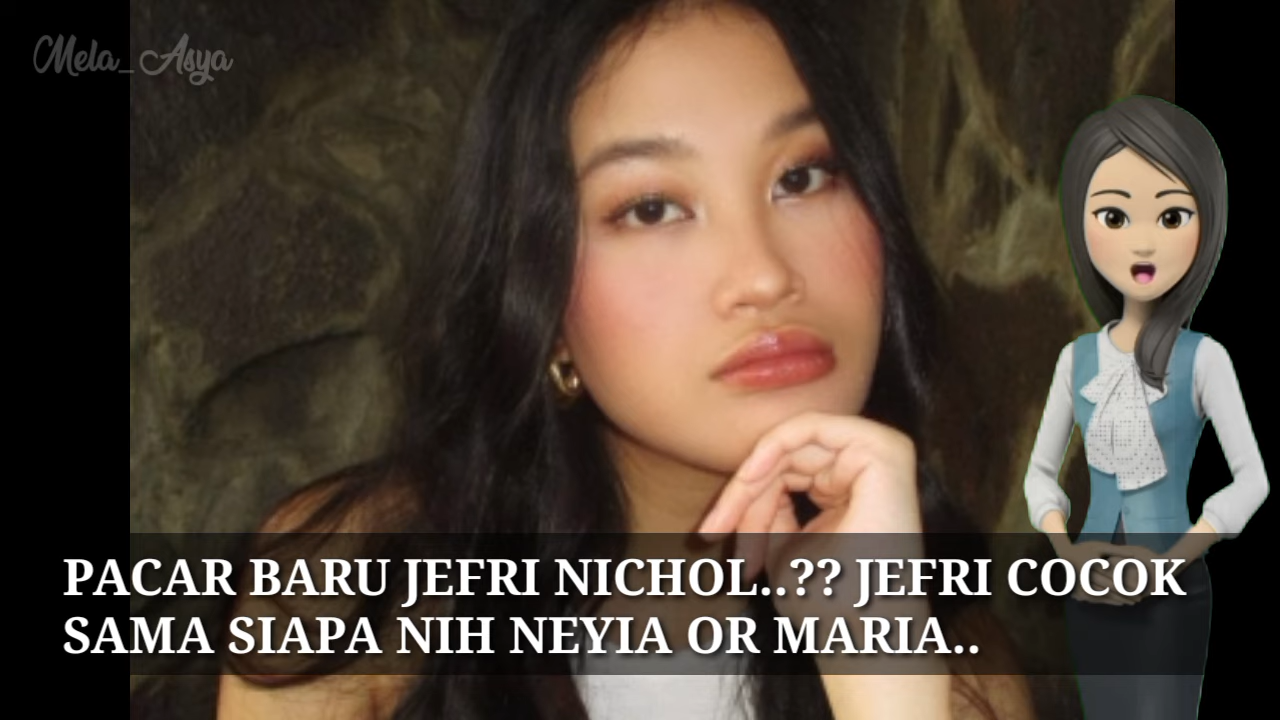 Mela_Asya
PACAR BARU JEFRI NICHOL..?? JEFRI COCOK
SAMA SIAPA NIH NEYIA OR MARIA..